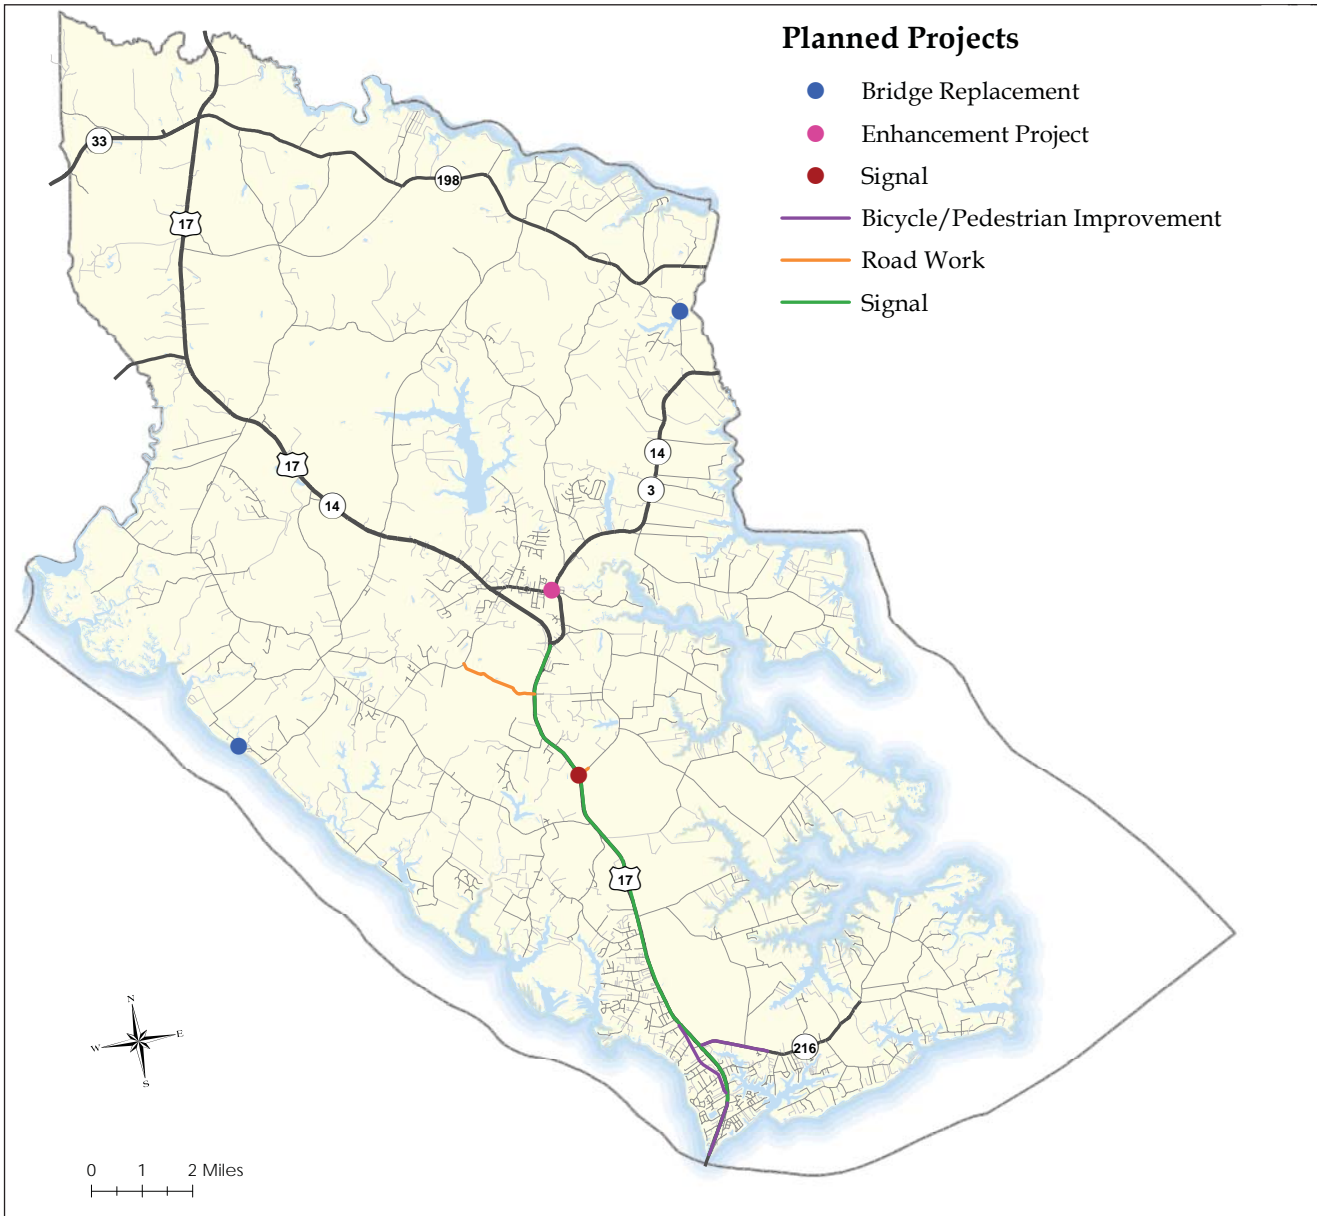 Planned Projects
Bridge Replacement
Enhancement Project
Signal
Bicycle/Pedestrian Improvement
Road Work
Signal
33
198
17
14
3
17
14
17
216
N
W E
S
0 1 2 Miles